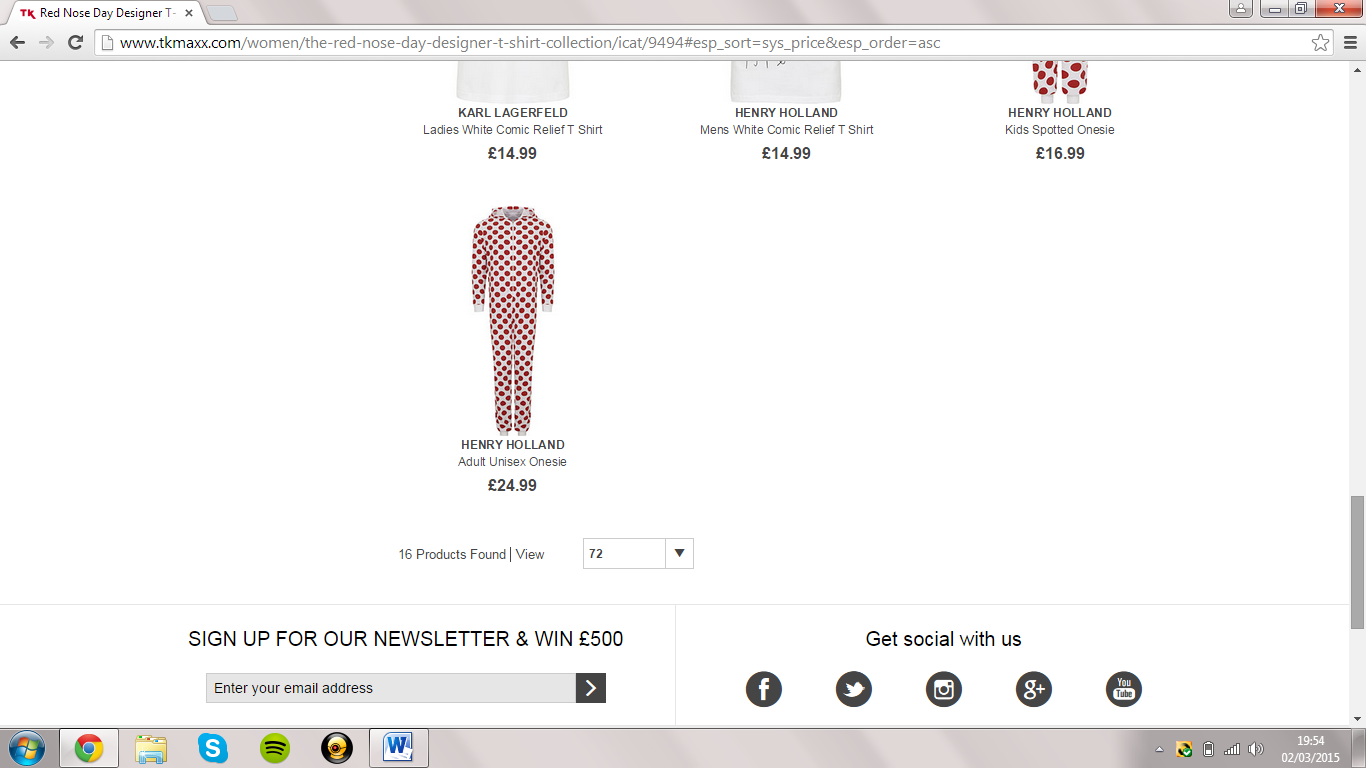 TK Red Nose Day Designer T-
www.tkmaxx.com/women/the-red-nose-day-designer-t-shirt-collection/icat/9494#esp_sort=sys_price&esp_order=asc
KARL LAGERFELD
Ladies White Comic Relief T Shirt
£14.99
HENRY HOLLAND
Mens White Comic Relief T Shirt
£14.99
HENRY HOLLAND
Kids Spotted Onesie
£16.99
HENRY HOLLAND
Adult Unisex Onesie
£24.99
16 Products Found | View
72
SIGN UP FOR OUR NEWSLETTER & WIN £500
Enter your email address
Get social with us
f
g+
You
Tube
S
W
19:54
02/03/2015